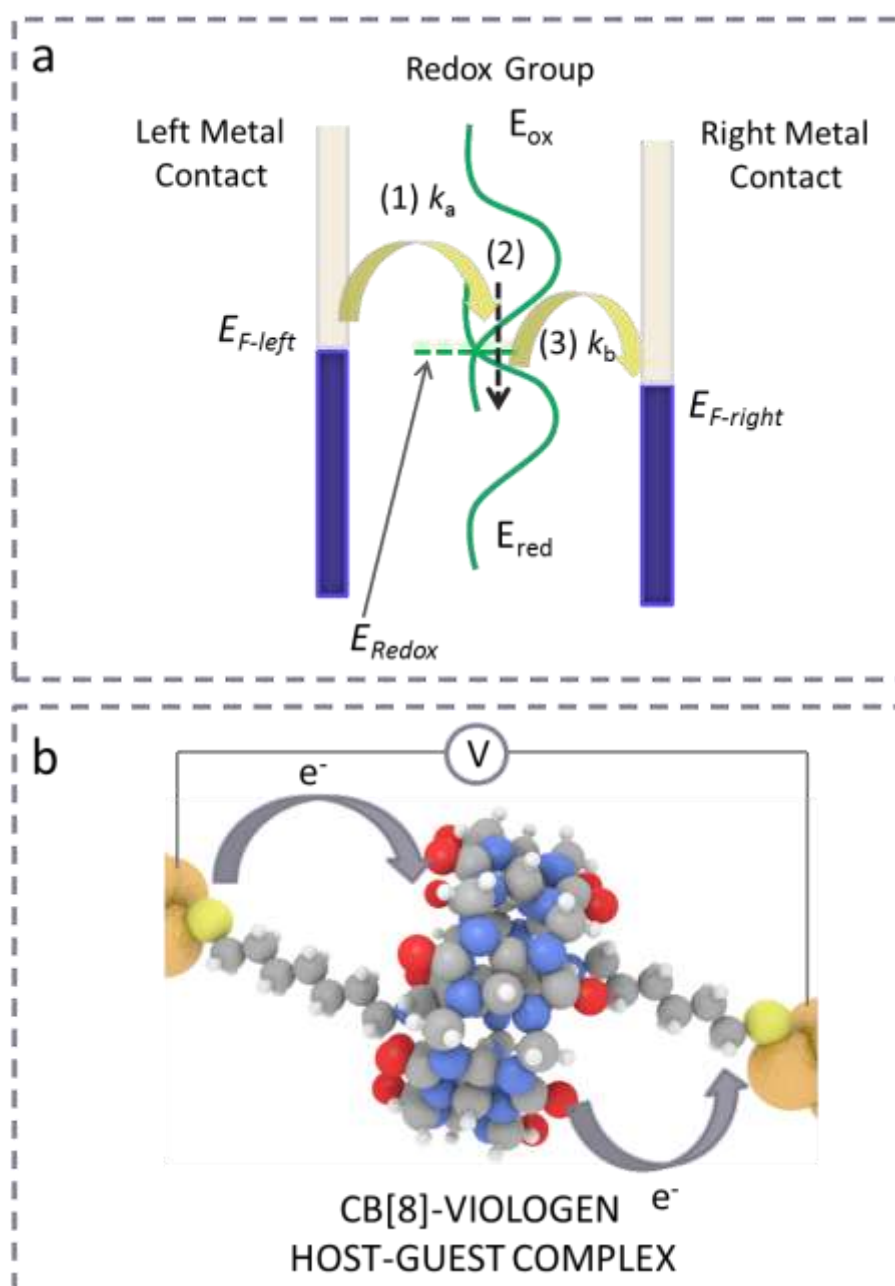 a
Redox Group
Left Metal
Contact
E_ox
Right Metal
Contact
(1) k_a
(2)
E_F-left
(3) k_b
E_F-right
E_red
E_Redox
b
V
e⁻
e⁻
CB[8]-VIOLOGEN
HOST-GUEST COMPLEX